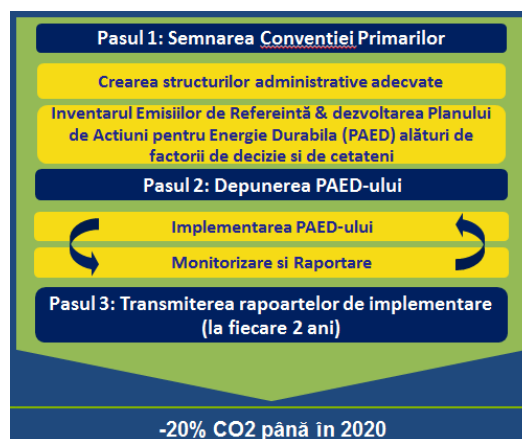 Pasul 1: Semnarea Convenției Primarilor
Crearea structurilor administrative adecvate
Inventarul Emisiilor de Refereintă & dezvoltarea Planului
de Actiuni pentru Energie Durabila (PAED) alături de
factorii de decizie si de cetateni
Pasul 2: Depunerea PAED-ului
Implementarea PAED-ului
Monitorizare si Raportare
Pasul 3: Transmiterea rapoartelor de implementare
(la fiecare 2 ani)
-20% CO2 până în 2020